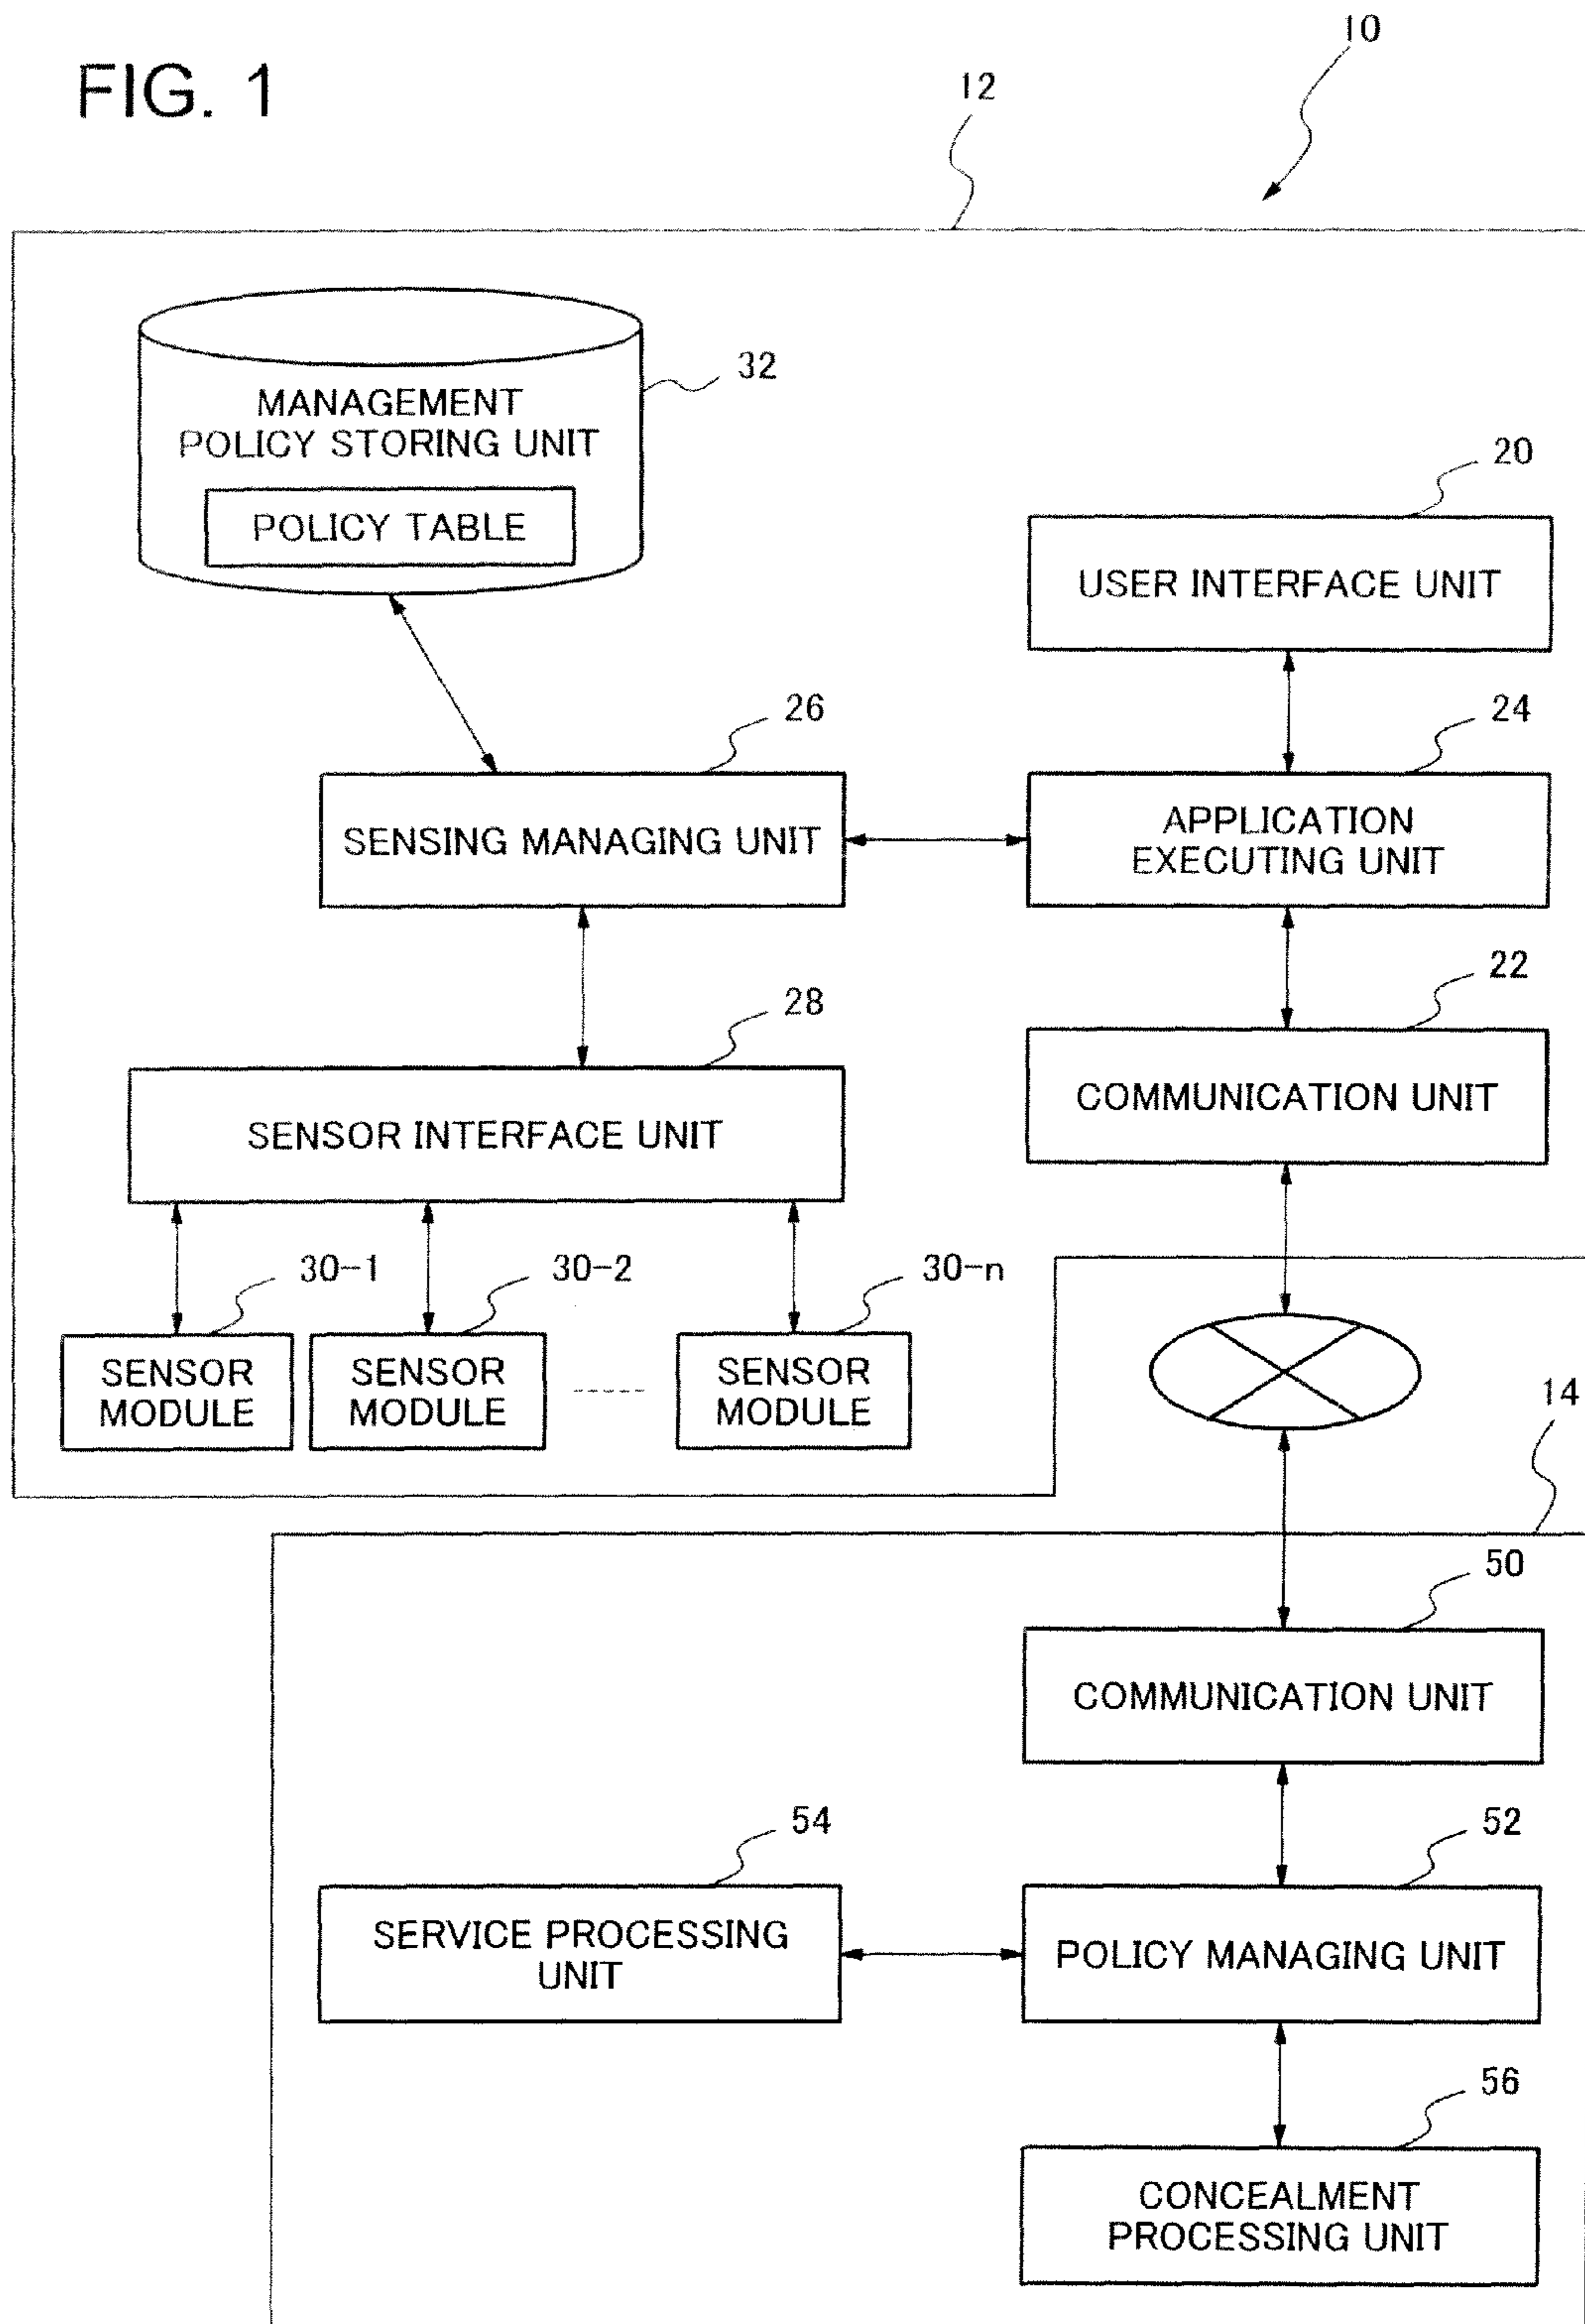 FIG. 1
10
12
MANAGEMENT
POLICY STORING UNIT
POLICY TABLE
32
20
USER INTERFACE UNIT
26
SENSING MANAGING UNIT
24
APPLICATION
EXECUTING UNIT
22
COMMUNICATION UNIT
28
SENSOR INTERFACE UNIT
30-1
SENSOR
MODULE
30-2
SENSOR
MODULE
30-n
SENSOR
MODULE
14
50
COMMUNICATION UNIT
54
SERVICE PROCESSING
UNIT
52
POLICY MANAGING UNIT
56
CONCEALMENT
PROCESSING UNIT